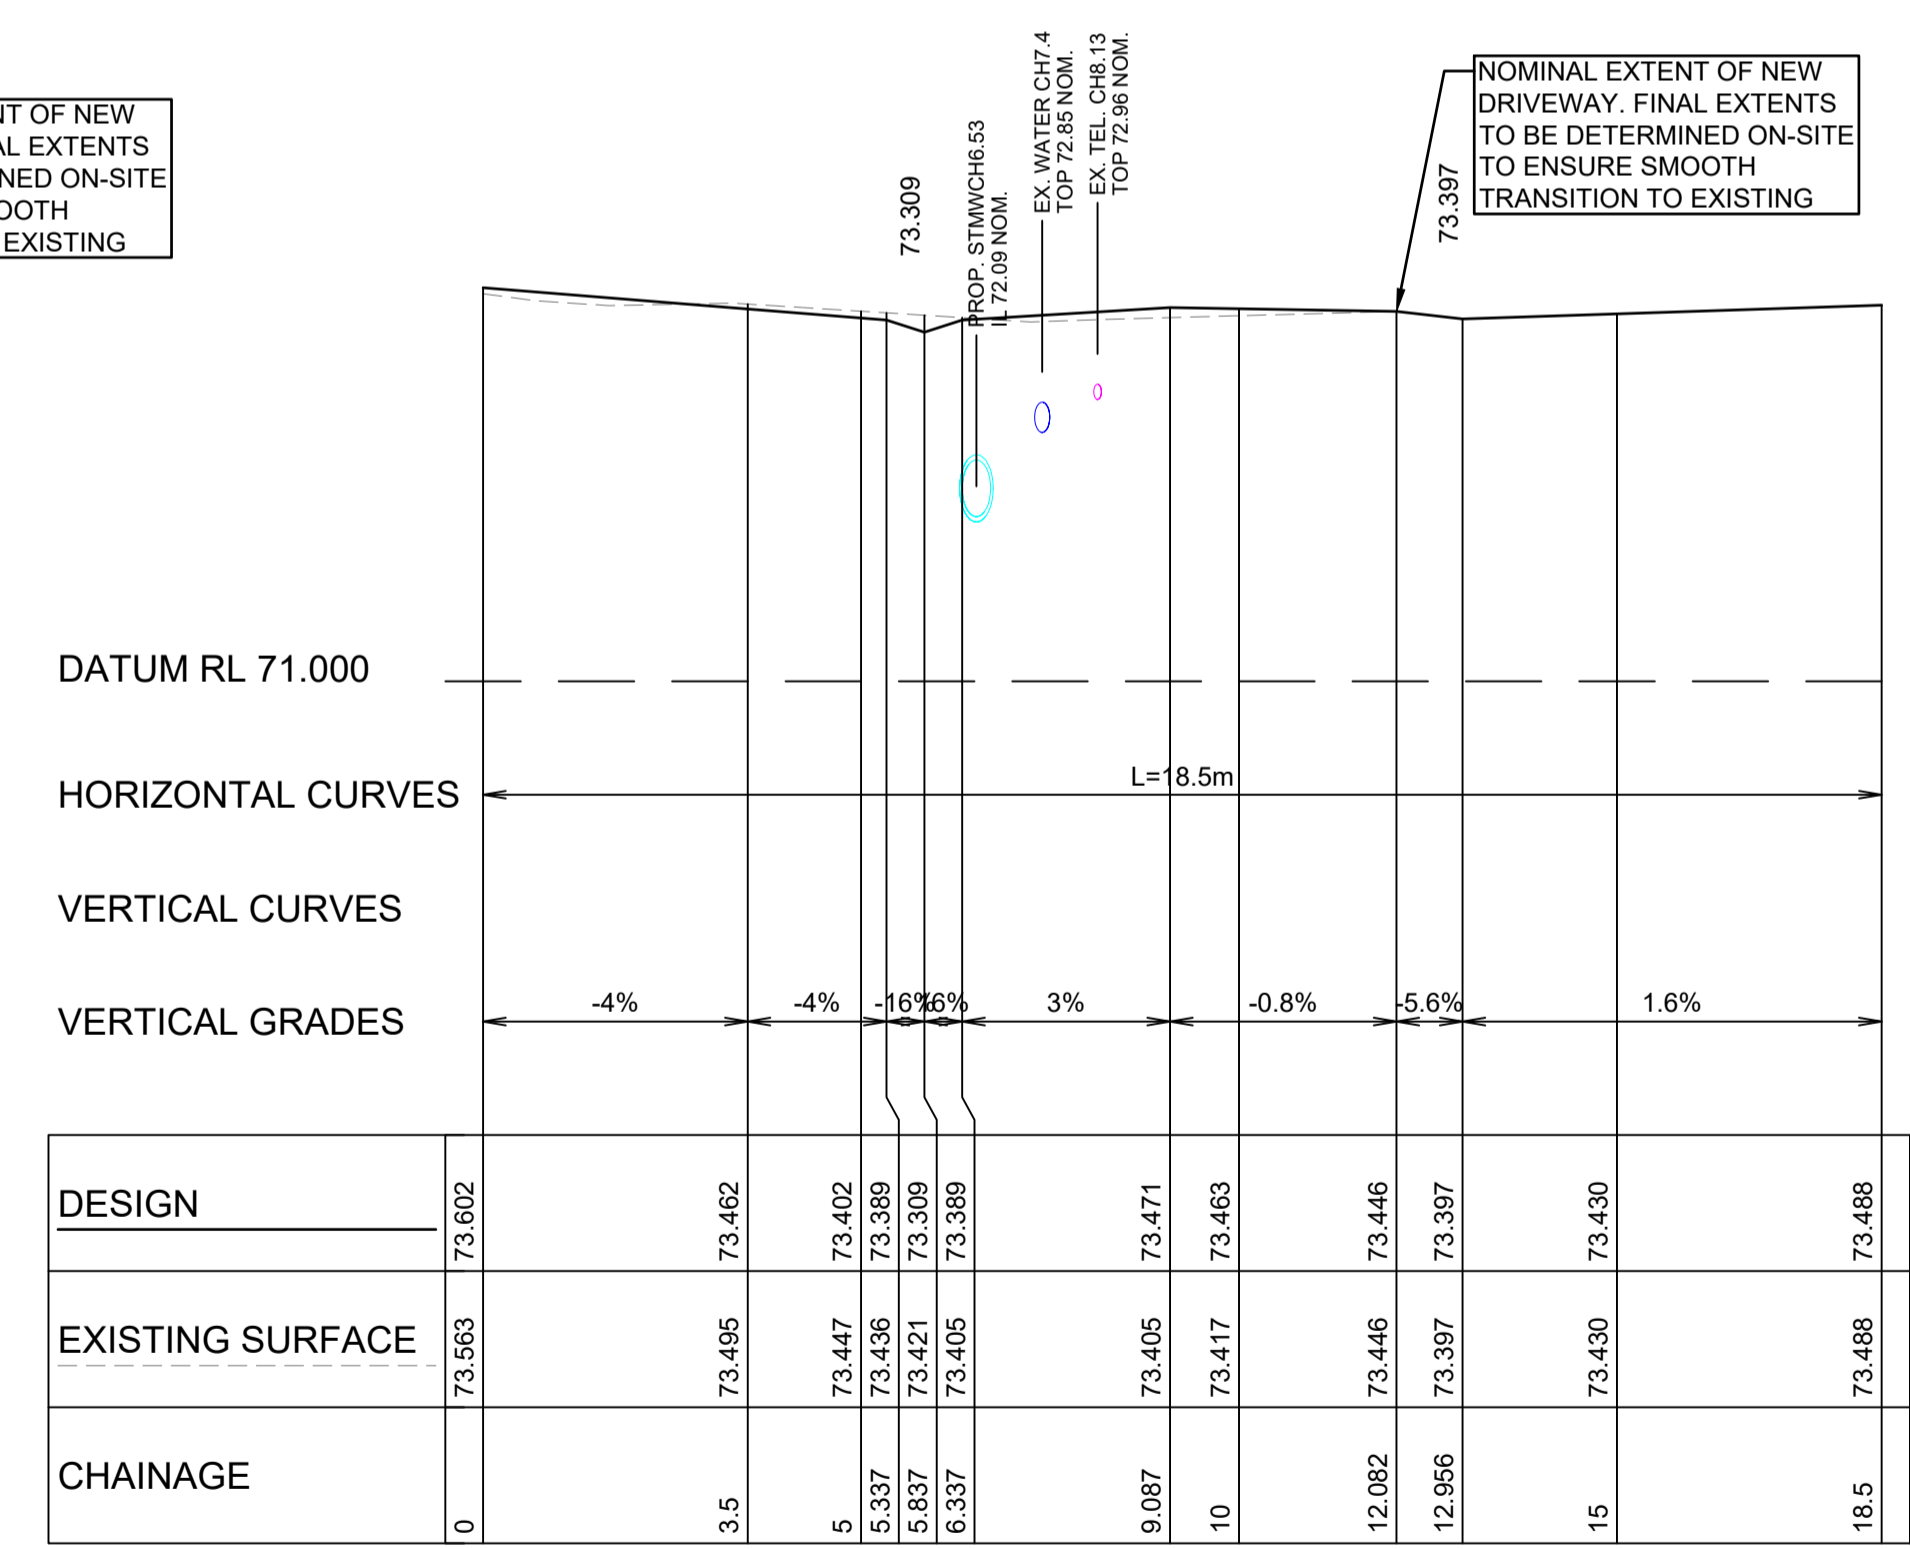 NT OF NEW
AL EXTENTS
NED ON-SITE
OOTH
EXISTING
73.309
PROP. STMWCH6.53
IL 72.09 NOM.
EX. WATER CH7.4
TOP 72.85 NOM.
EX. TEL. CH8.13
TOP 72.96 NOM.
73.397
NOMINAL EXTENT OF NEW
DRIVEWAY. FINAL EXTENTS
TO BE DETERMINED ON-SITE
TO ENSURE SMOOTH
TRANSITION TO EXISTING
DATUM RL 71.000
HORIZONTAL CURVES
L=18.5m
VERTICAL CURVES
VERTICAL GRADES
-4% -4% -16% 16% 3% -0.8% -5.6% 1.6%
DESIGN
73.602 73.462 73.402 73.389 73.309 73.389 73.471 73.463 73.446 73.397 73.430 73.488
EXISTING SURFACE
73.563 73.495 73.447 73.436 73.421 73.405 73.405 73.417 73.446 73.397 73.430 73.488
CHAINAGE
0 3.5 5 5.337 5.837 6.337 9.087 10 12.082 12.956 15 18.5